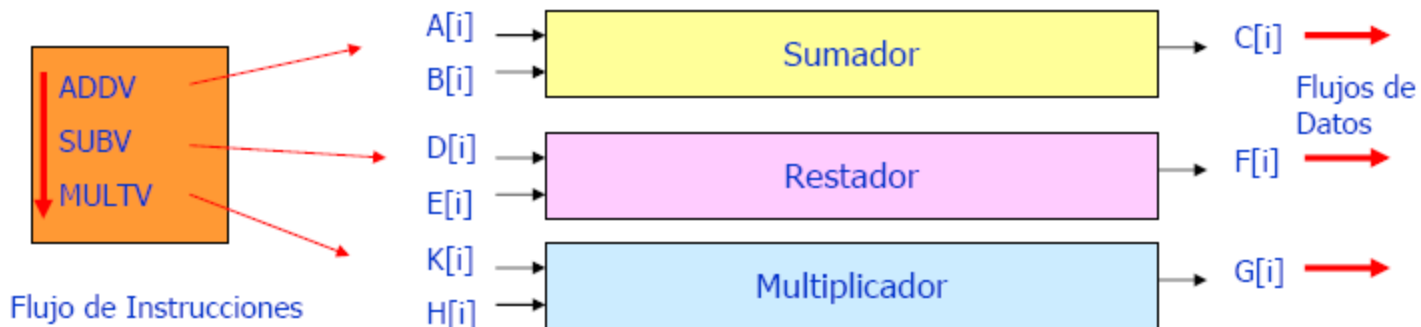 ADDV
SUBV
MULTV
Flujo de Instrucciones
A[i]
B[i]
Sumador
C[i]
D[i]
E[i]
Restador
F[i]
K[i]
H[i]
Multiplicador
G[i]
Flujos de
Datos